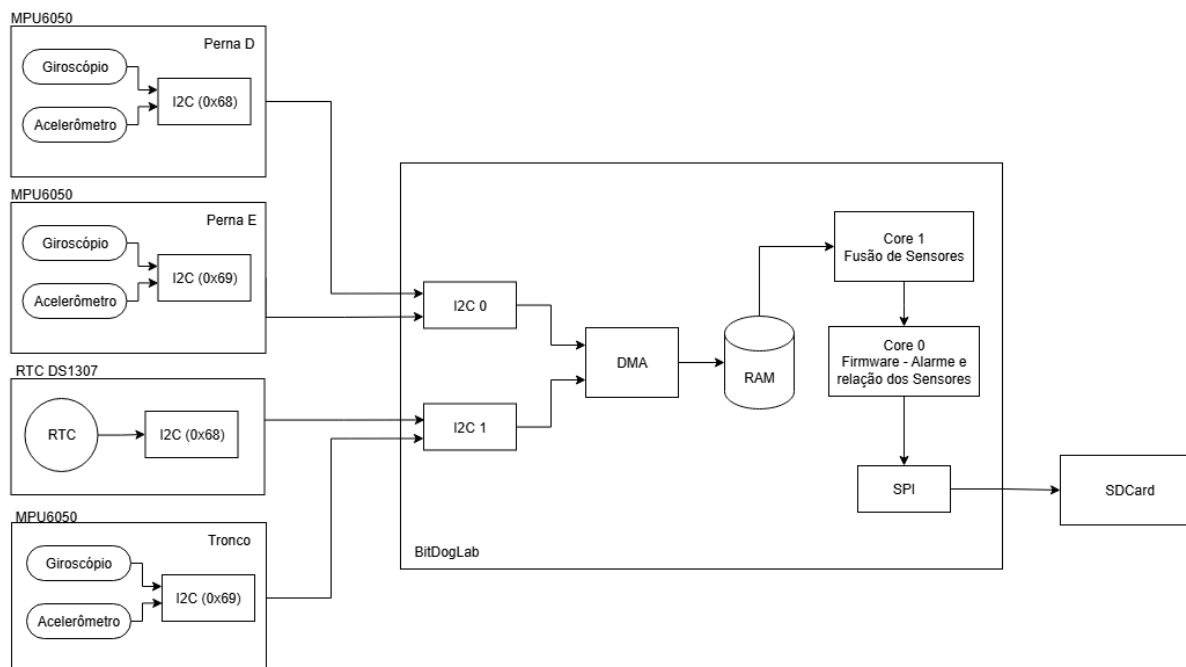 MPU6050
Perna D
Giroscópio
Acelerômetro
I2C (0x68)
MPU6050
Perna E
Giroscópio
Acelerômetro
I2C (0x69)
RTC DS1307
RTC
I2C (0x68)
MPU6050
Tronco
Giroscópio
Acelerômetro
I2C (0x69)
I2C 0
I2C 1
DMA
RAM
Core 1
Fusão de Sensores
Core 0
Firmware - Alarme e
relação dos Sensores
SPI
BitDogLab
SDCard